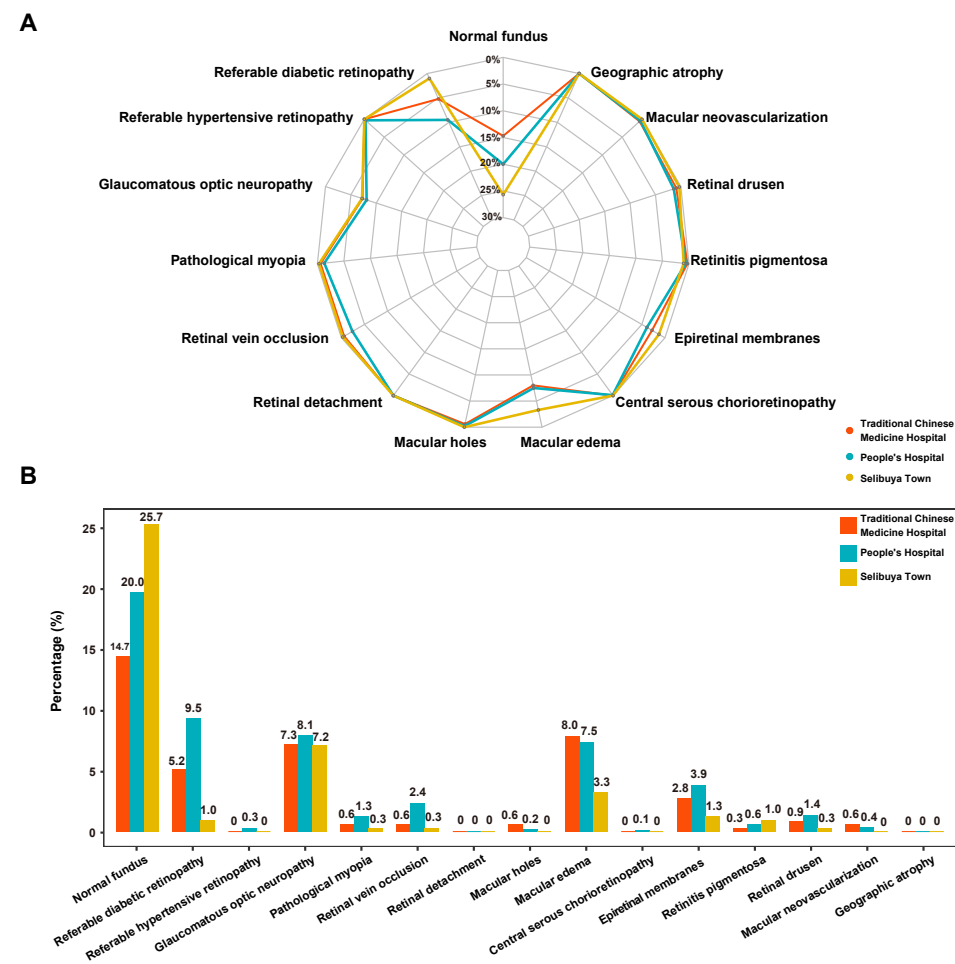 A
Normal fundus
0%
5%
10%
15%
20%
25%
30%
Referable diabetic retinopathy
Geographic atrophy
Referable hypertensive retinopathy
Macular neovascularization
Glaucomatous optic neuropathy
Retinal drusen
Pathological myopia
Retinitis pigmentosa
Retinal vein occlusion
Epiretinal membranes
Retinal detachment
Central serous chorioretinopathy
Macular holes
Macular edema
Traditional Chinese
Medicine Hospital
People's Hospital
Selibuya Town
B
Traditional Chinese
Medicine Hospital
People's Hospital
Selibuya Town
Percentage (%)
25
20
15
10
5
0
14.7 20.0 25.7
5.2 9.5 1.0
0 0.3 0
7.3 8.1 7.2
0.6 1.3 0.3
0.6 2.4 0.3
0 0 0
0.6 0.2 0
8.0 7.5 3.3
0 0.1 0
2.8 3.9 1.3
0.3 0.6 1.0
0.9 1.4 0.3
0.6 0.4 0
0 0 0
Normal fundus
Referable diabetic retinopathy
Referable hypertensive retinopathy
Glaucomatous optic neuropathy
Pathological myopia
Retinal vein occlusion
Retinal detachment
Macular holes
Macular edema
Central serous chorioretinopathy
Epiretinal membranes
Retinitis pigmentosa
Retinal drusen
Macular neovascularization
Geographic atrophy